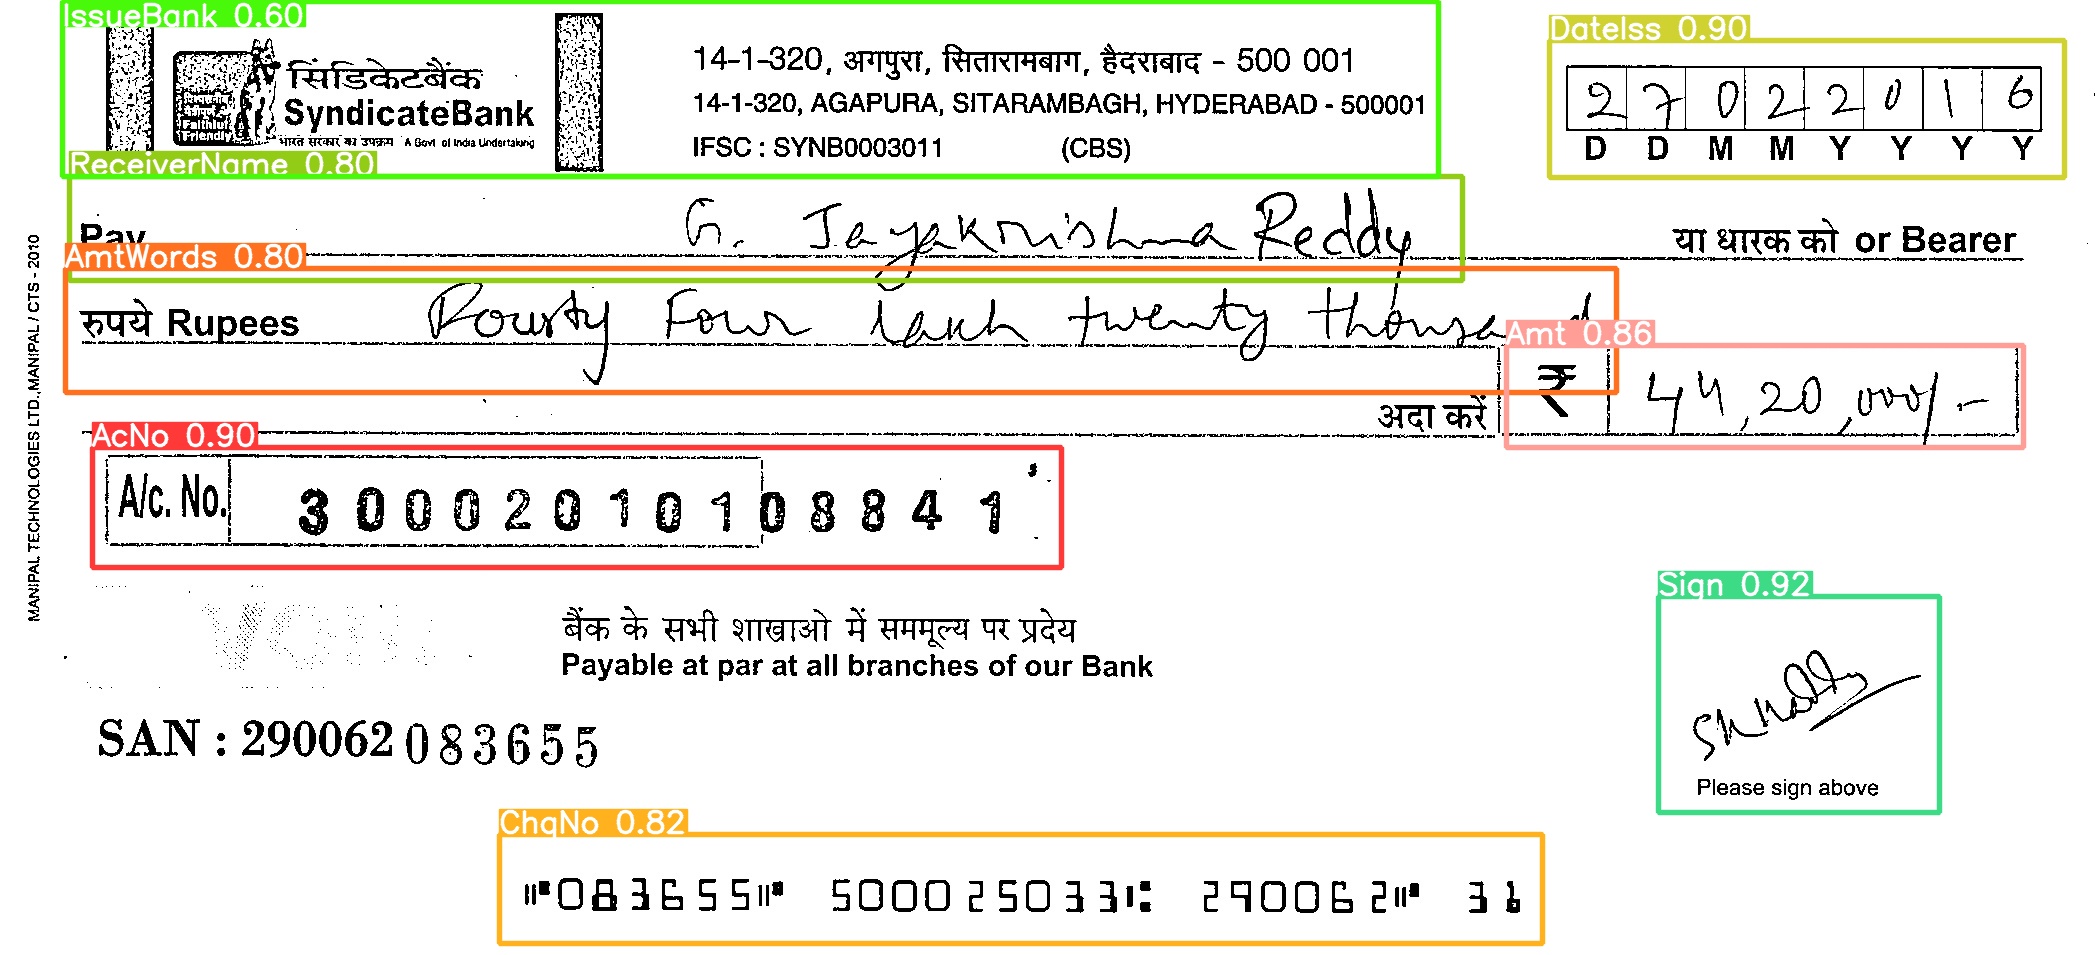 IssueBank 0.60
DateIss 0.90
सिंडिकेटबैंक
SyndicateBank
Faithful
Friendly
भारत सरकार का उपक्रम A Govt of India Undertaking
14-1-320, अगपुरा, सितारामबाग, हैदराबाद - 500 001
14-1-320, AGAPURA, SITARAMBAGH, HYDERABAD - 500001
IFSC : SYNB0003011 (CBS)
2 7 0 2 2 0 1 6
D D M M Y Y Y Y
ReceiverName 0.80
Pay G. Jayakrishna Reddy या धारक को or Bearer
AmtWords 0.80
रुपये Rupees Fourty Four lakh twenty thousand
Amt 0.86
अदा करें ₹ 44,20,000/-
AcNo 0.90
A/c. No. 30002010108841
MANIPAL TECHNOLOGIES LTD.,MANIPAL / CTS - 2010
VOID
बैंक के सभी शाखाओ में सममूल्य पर प्रदेय
Payable at par at all branches of our Bank
Sign 0.92
Please sign above
SAN : 290062083655
ChqNo 0.82
⑈083655⑈ 500025033⑆ 290062⑈ 31